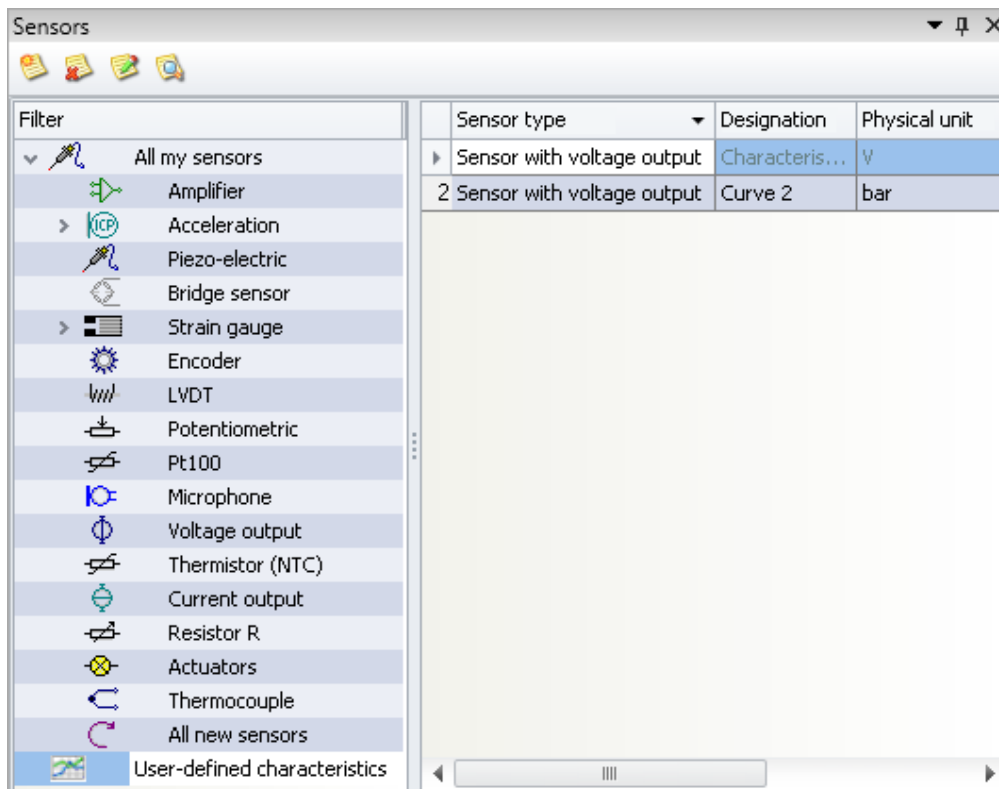 Sensors
Filter
All my sensors
Amplifier
ICP Acceleration
Piezo-electric
Bridge sensor
Strain gauge
Encoder
LVDT
Potentiometric
Pt100
Microphone
Voltage output
Thermistor (NTC)
Current output
Resistor R
Actuators
Thermocouple
All new sensors
User-defined characteristics
Sensor type Designation Physical unit
Sensor with voltage output Characteris... V
2 Sensor with voltage output Curve 2 bar